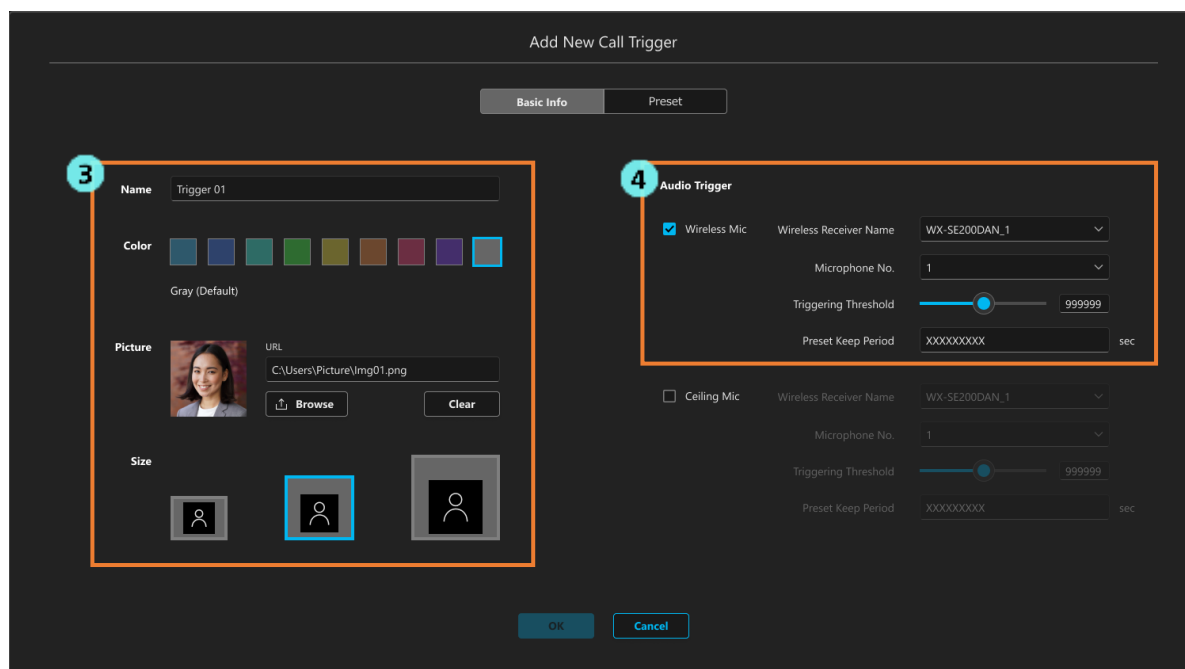 Add New Call Trigger
Basic Info Preset
3
Name Trigger 01
Color
Gray (Default)
Picture URL
C:\Users\Picture\Img01.png
Browse Clear
Size
4
Audio Trigger
Wireless Mic Wireless Receiver Name WX-SE200DAN_1
Microphone No. 1
Triggering Threshold 999999
Preset Keep Period XXXXXXXXX sec
Ceiling Mic Wireless Receiver Name WX-SE200DAN_1
Microphone No. 1
Triggering Threshold 999999
Preset Keep Period XXXXXXXXX sec
OK Cancel